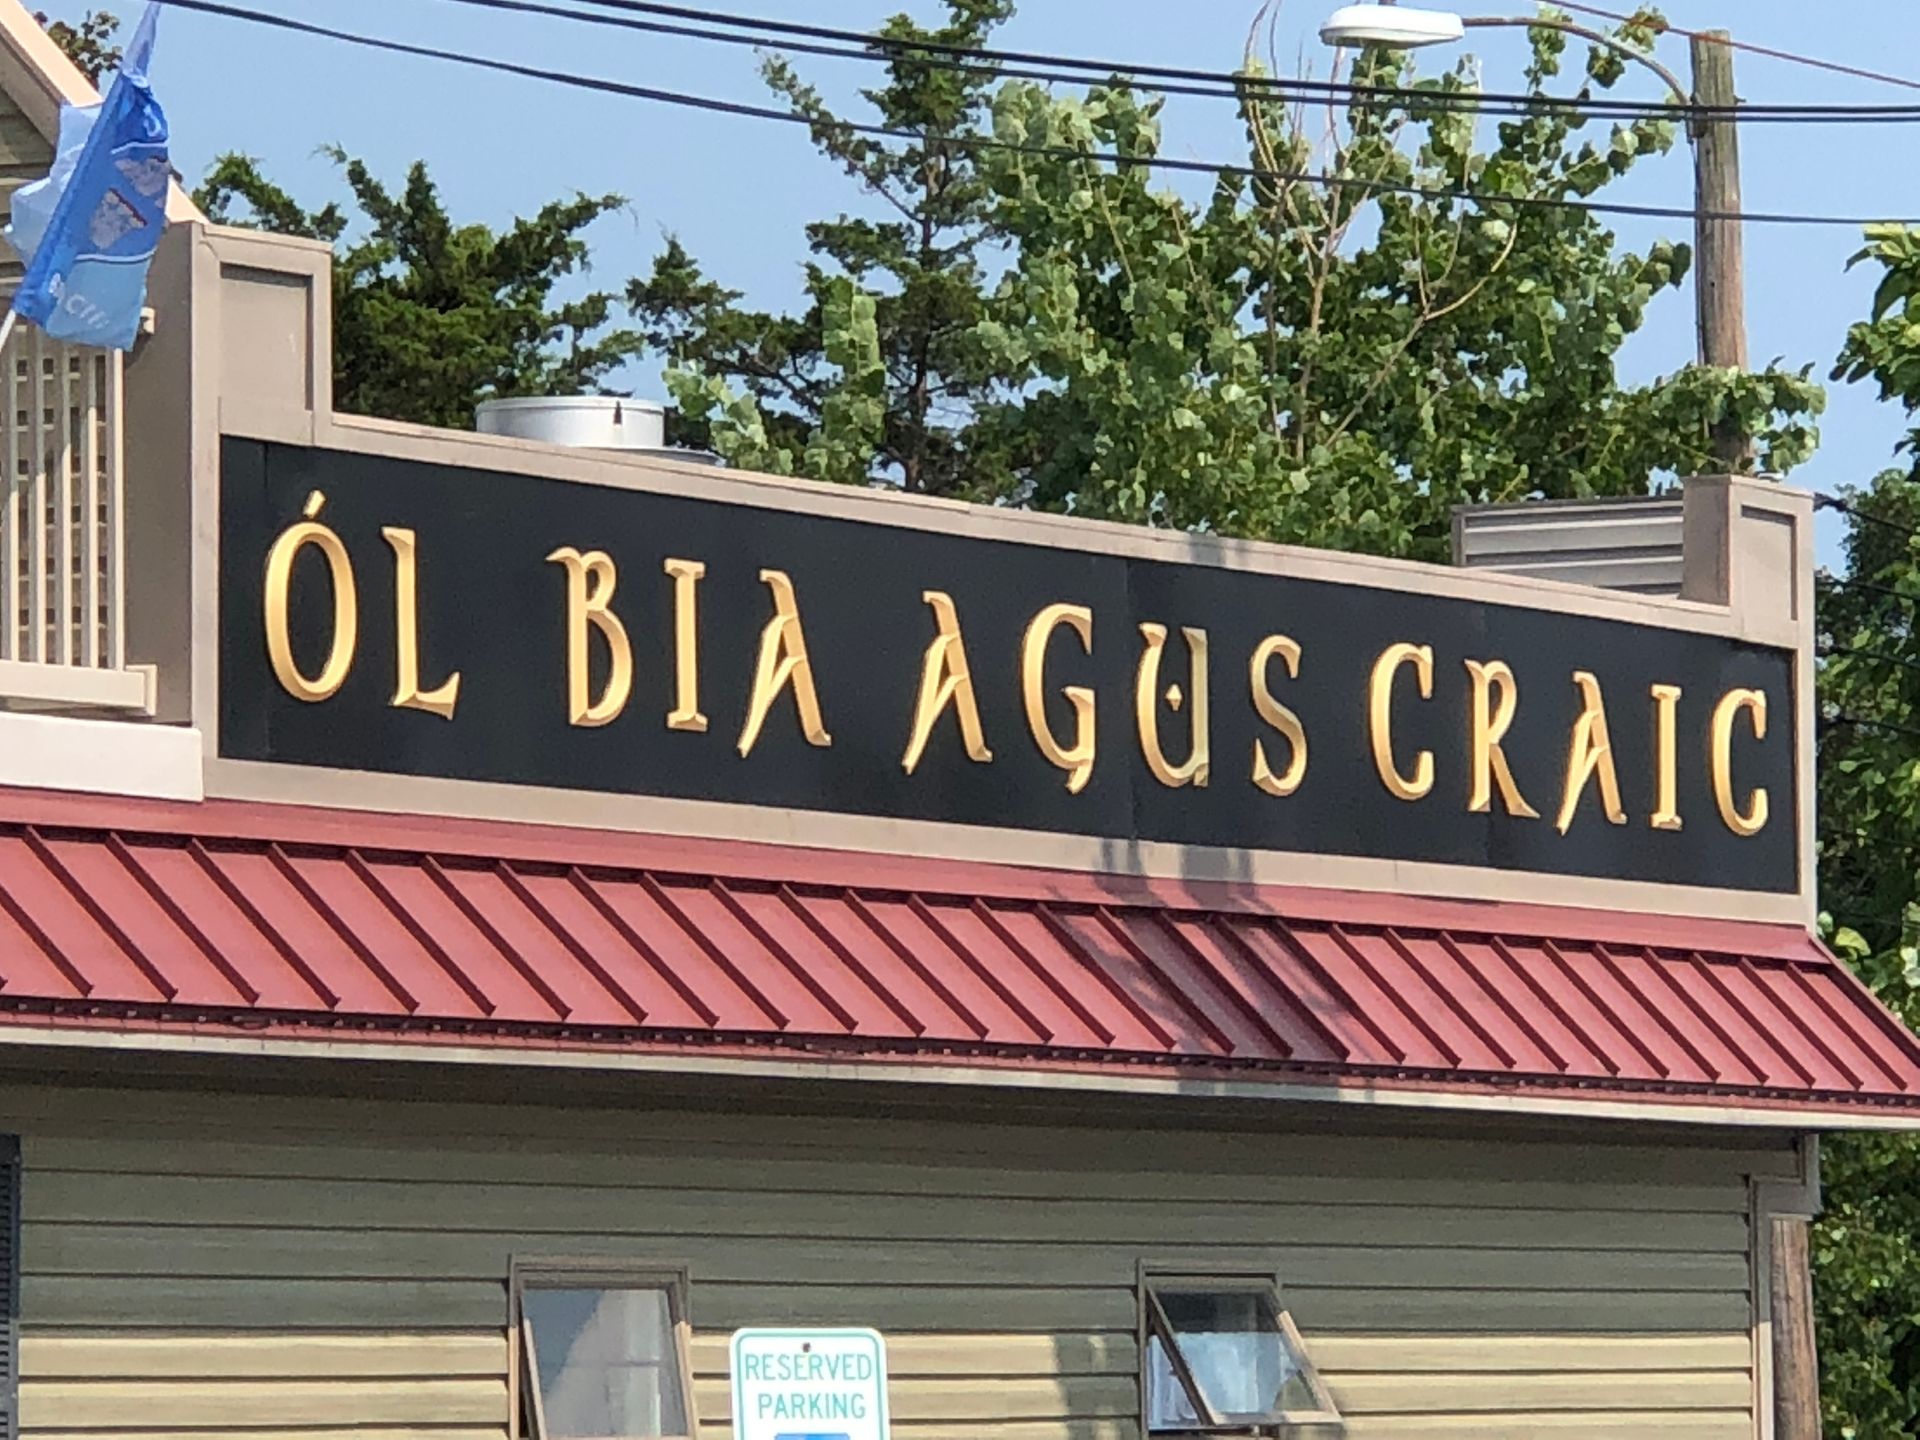 ÓL BIA AGUS CRAIC
RESERVED
PARKING